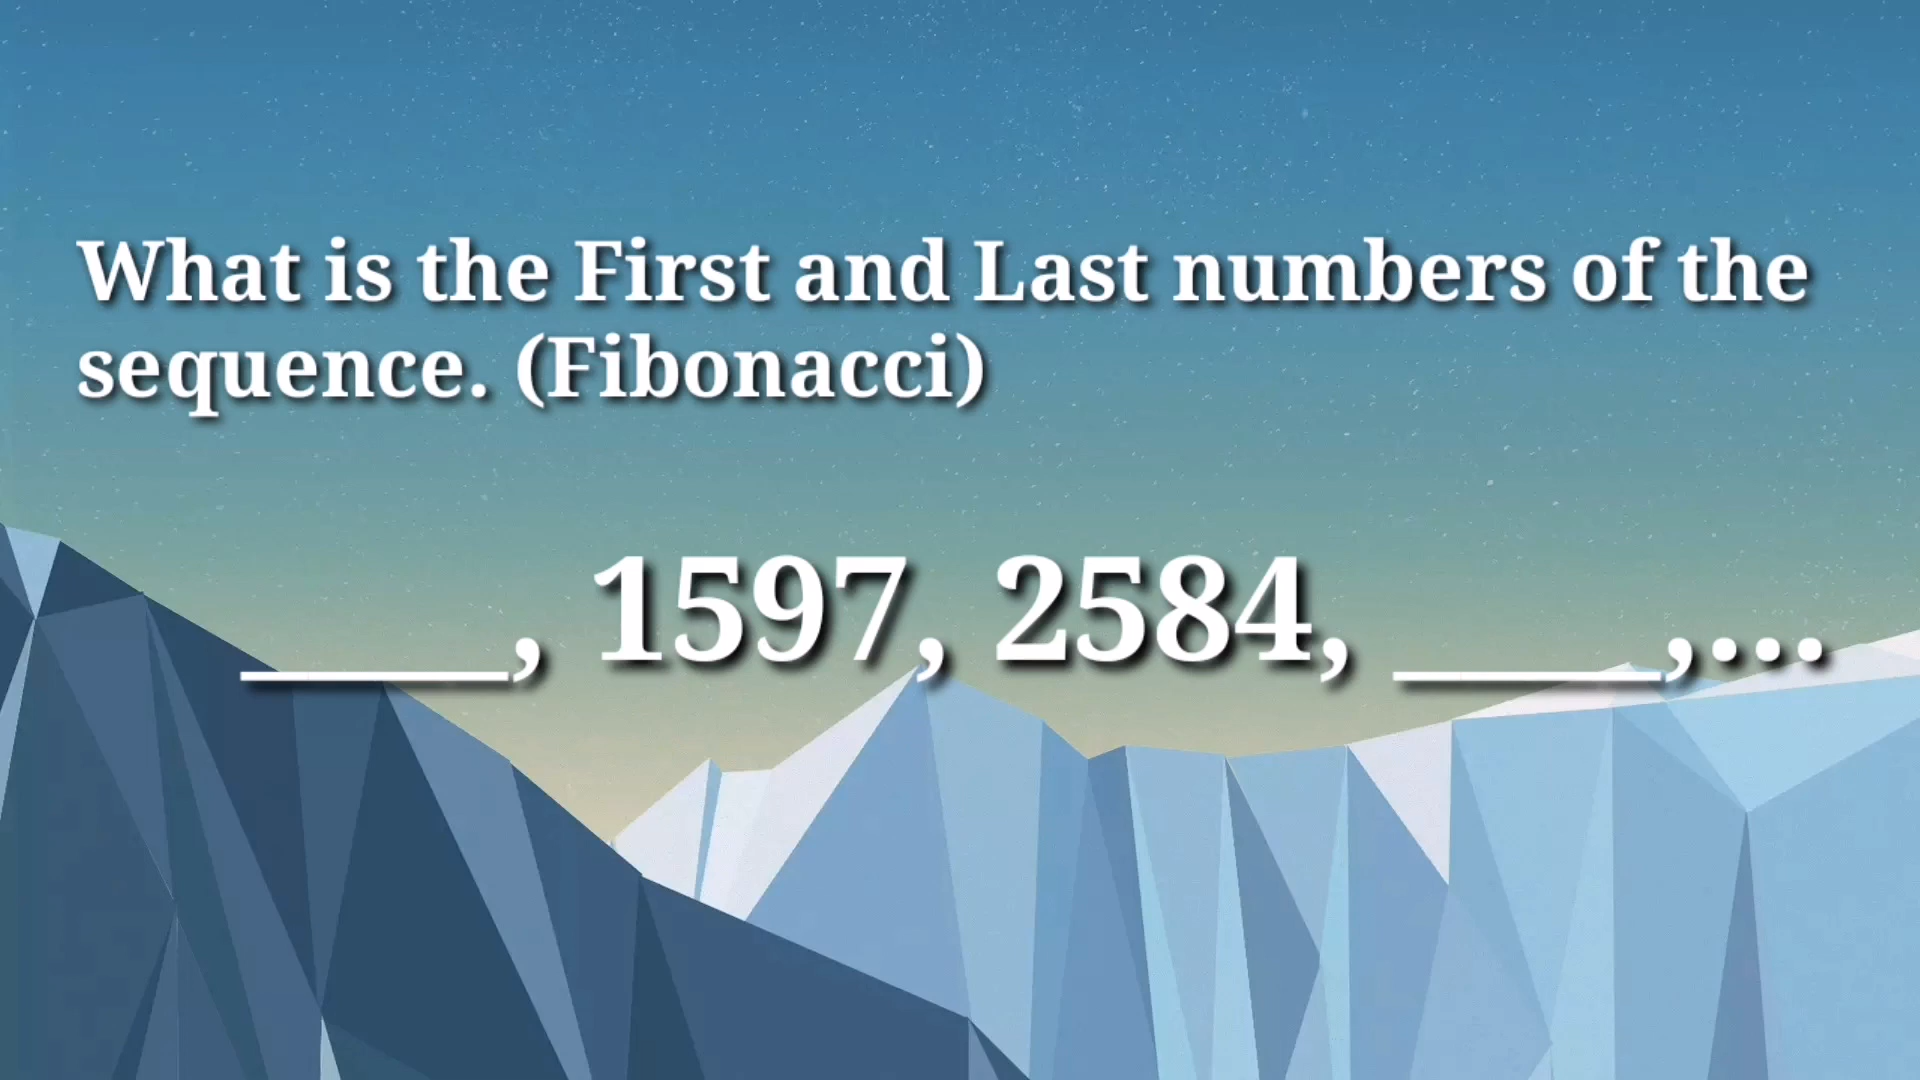 What is the First and Last numbers of the
sequence. (Fibonacci)
____, 1597, 2584, ____,...